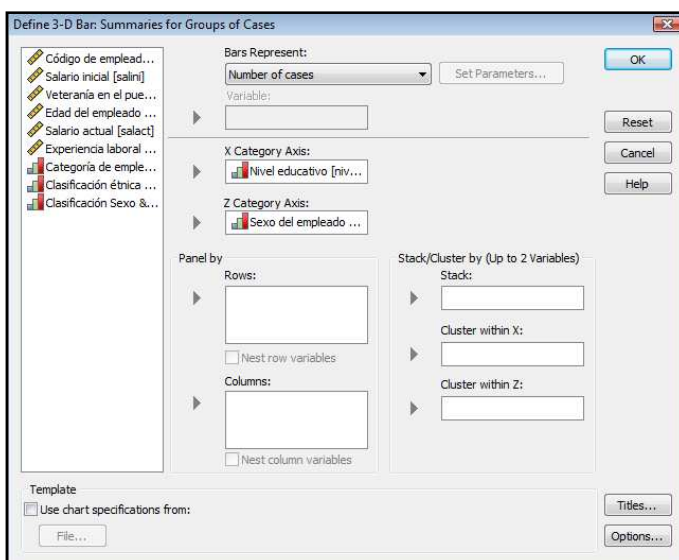 Define 3-D Bar: Summaries for Groups of Cases
Código de emplead...
Salario inicial [salini]
Veteranía en el pue...
Edad del empleado ...
Salario actual [salact]
Experiencia laboral ...
Categoría de emple...
Clasificación étnica ...
Clasificación Sexo &...
Bars Represent:
Number of cases
Set Parameters...
Variable:
X Category Axis:
Nivel educativo [niv...
Z Category Axis:
Sexo del empleado ...
Panel by
Rows:
Nest row variables
Columns:
Nest column variables
Stack/Cluster by (Up to 2 Variables)
Stack:
Cluster within X:
Cluster within Z:
OK
Reset
Cancel
Help
Template
Use chart specifications from:
File...
Titles...
Options...